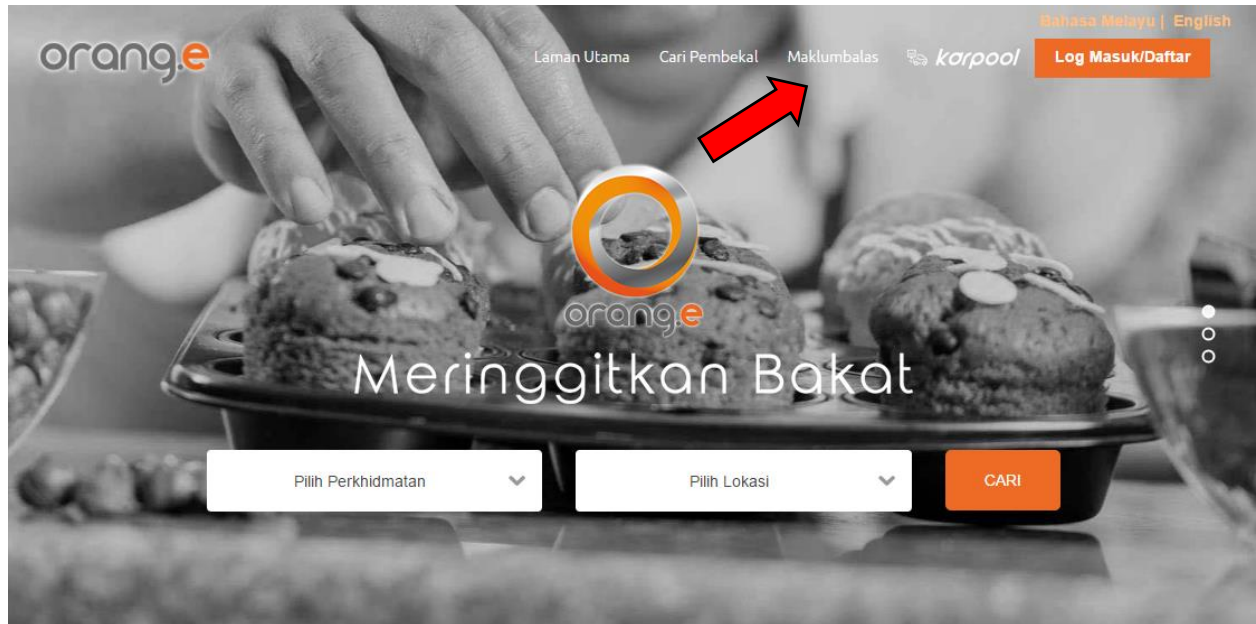 Bahasa Melayu | English
orang.e
Laman Utama Cari Pembekal Maklumbalas karpool Log Masuk/Daftar
orang.e
Meringgitkan Bakat
Pilih Perkhidmatan Pilih Lokasi CARI